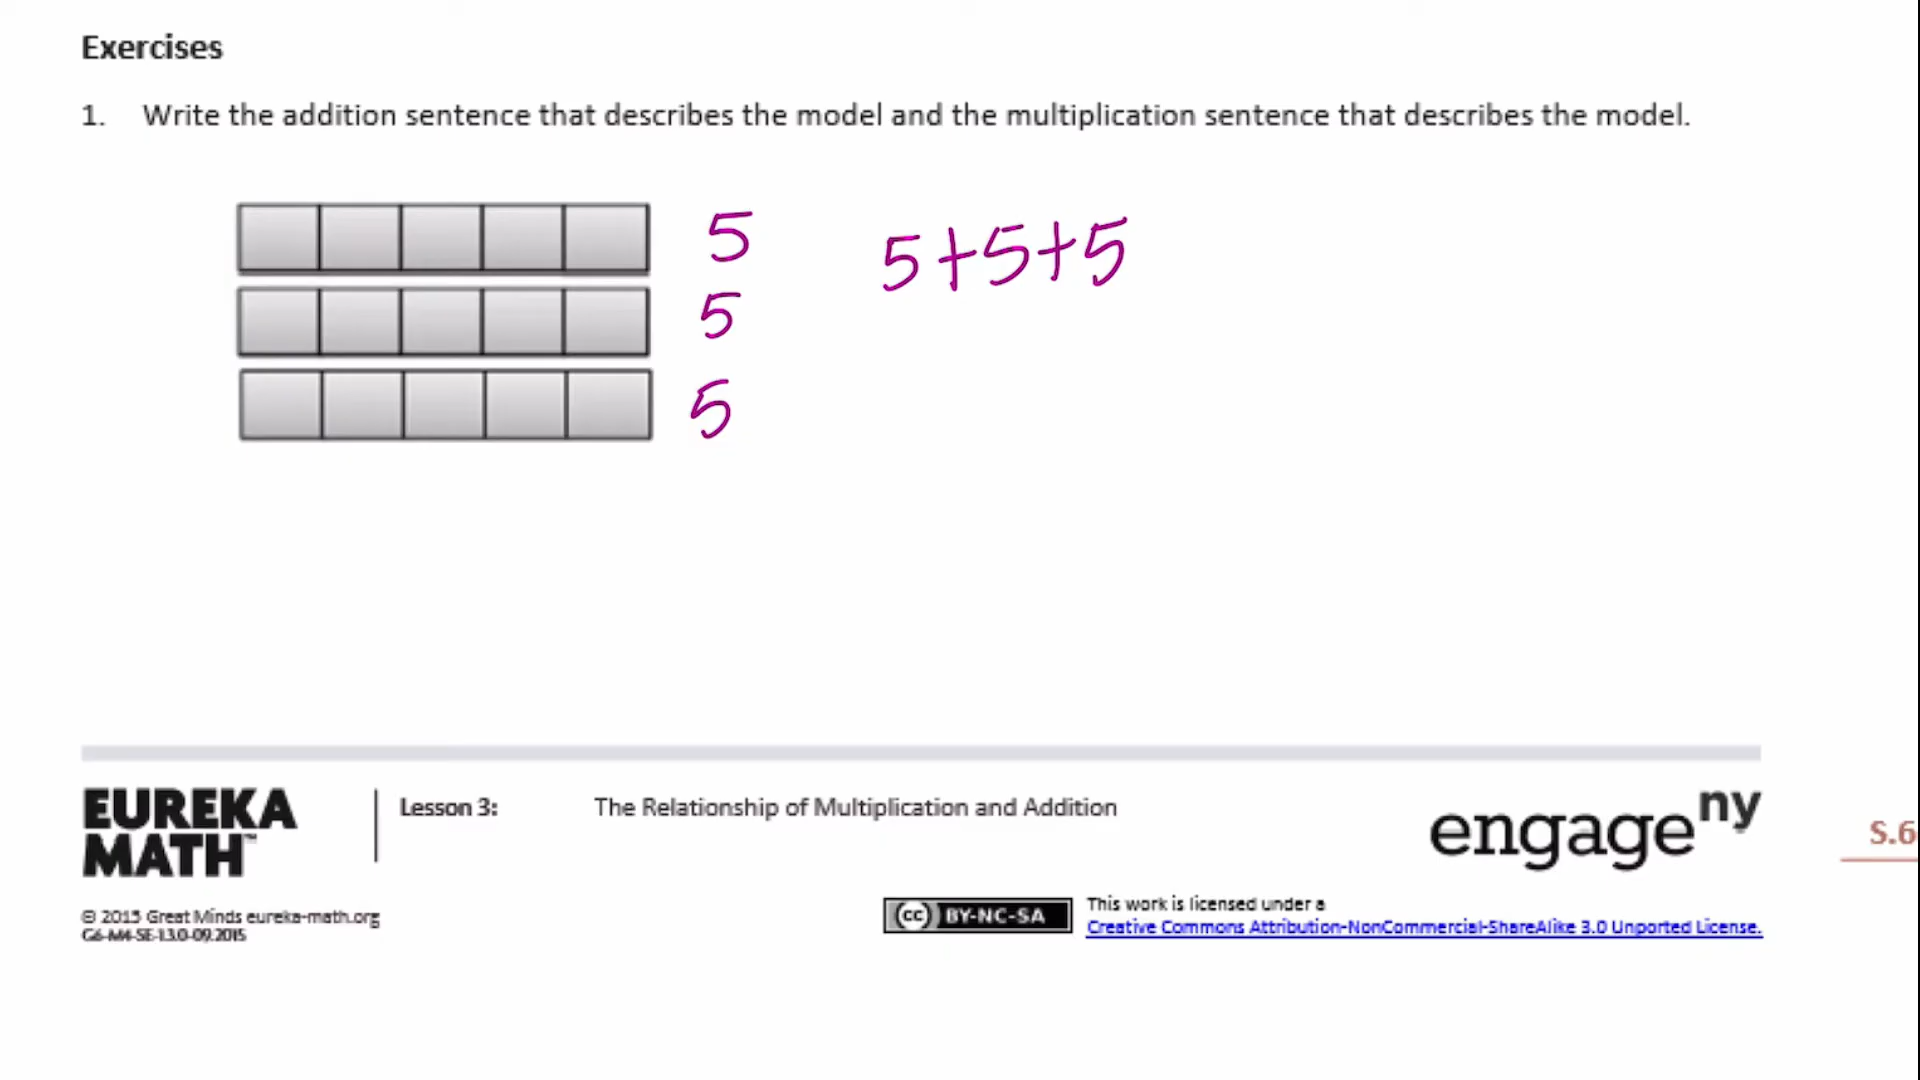 Exercises
1. Write the addition sentence that describes the model and the multiplication sentence that describes the model.
5 5+5+5
5
5
EUREKA MATH™
Lesson 3: The Relationship of Multiplication and Addition
engageny
S.6
© 2015 Great Minds eureka-math.org
G6-M4-SE-1.3.0-09.2015
cc BY-NC-SA
This work is licensed under a
Creative Commons Attribution-NonCommercial-ShareAlike 3.0 Unported License.